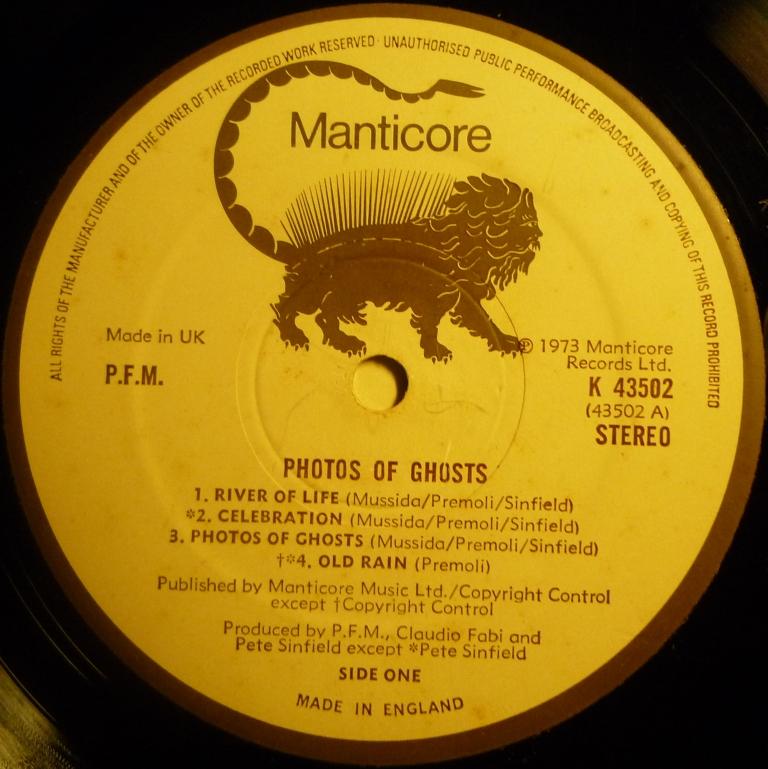 ALL RIGHTS OF THE MANUFACTURER AND OF THE OWNER OF THE RECORDED WORK RESERVED · UNAUTHORISED PUBLIC PERFORMANCE BROADCASTING AND COPYING OF THIS RECORD PROHIBITED
Manticore
Made in UK
P.F.M.
℗ 1973 Manticore
Records Ltd.
K 43502
(43502 A)
STEREO
PHOTOS OF GHOSTS
1. RIVER OF LIFE (Mussida/Premoli/Sinfield)
*2. CELEBRATION (Mussida/Premoli/Sinfield)
3. PHOTOS OF GHOSTS (Mussida/Premoli/Sinfield)
†*4. OLD RAIN (Premoli)
Published by Manticore Music Ltd./Copyright Control
except †Copyright Control
Produced by P.F.M., Claudio Fabi and
Pete Sinfield except *Pete Sinfield
SIDE ONE
MADE IN ENGLAND